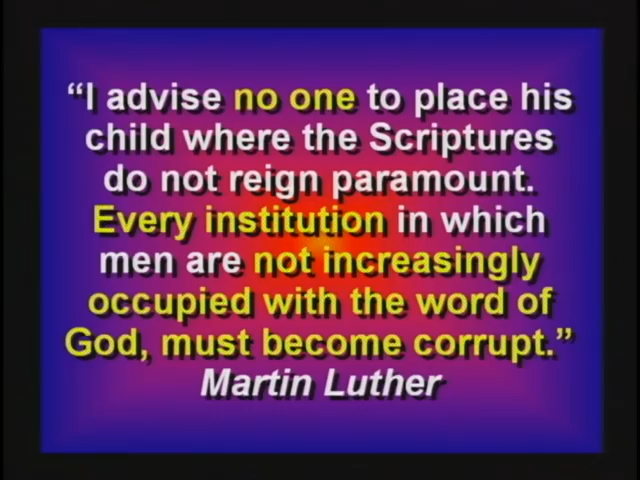 “I advise no one to place his
child where the Scriptures
do not reign paramount.
Every institution in which
men are not increasingly
occupied with the word of
God, must become corrupt.”
Martin Luther